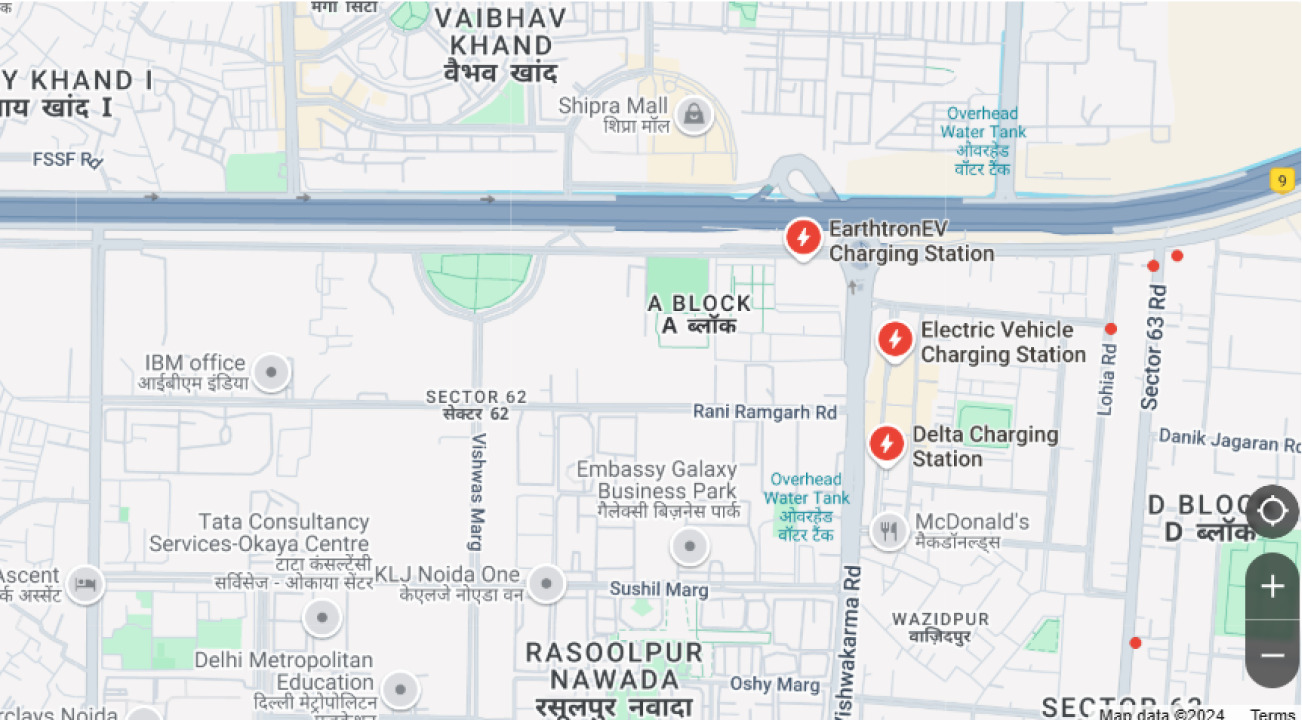 मंगा सिटी
VAIBHAV
KHAND
वैभव खांद
Y KHAND I
ाय खांद I
Shipra Mall
शिप्रा मॉल
Overhead
Water Tank
ओवरहेड
वॉटर टैंक
FSSF Rd
9
EarthtronEV
Charging Station
A BLOCK
A ब्लॉक
Electric Vehicle
Charging Station
Sector 63 Rd
Lohia Rd
IBM office
आईबीएम इंडिया
SECTOR 62
सेक्टर 62
Rani Ramgarh Rd
Delta Charging
Station
Danik Jagaran Rd
Vishwas Marg
Embassy Galaxy
Business Park
गैलेक्सी बिज़नेस पार्क
Overhead
Water Tank
ओवरहेड
वॉटर टैंक
D BLOC
D ब्लॉक
McDonald's
मैकडॉनल्ड्स
Tata Consultancy
Services-Okaya Centre
टाटा कंसल्टेंसी
सर्विसेज - ओकाया सेंटर
Ascent
र्क अस्सेंट
KLJ Noida One
केएलजे नोएडा वन
Sushil Marg
Vishwakarma Rd
WAZIDPUR
वाज़िदपुर
RASOOLPUR
NAWADA
रसूलपुर नवादा
Delhi Metropolitan
Education
दिल्ली मेट्रोपोलिटन
Oshy Marg
SECTOR 63
rclays Noida
Map data ©2024
Terms